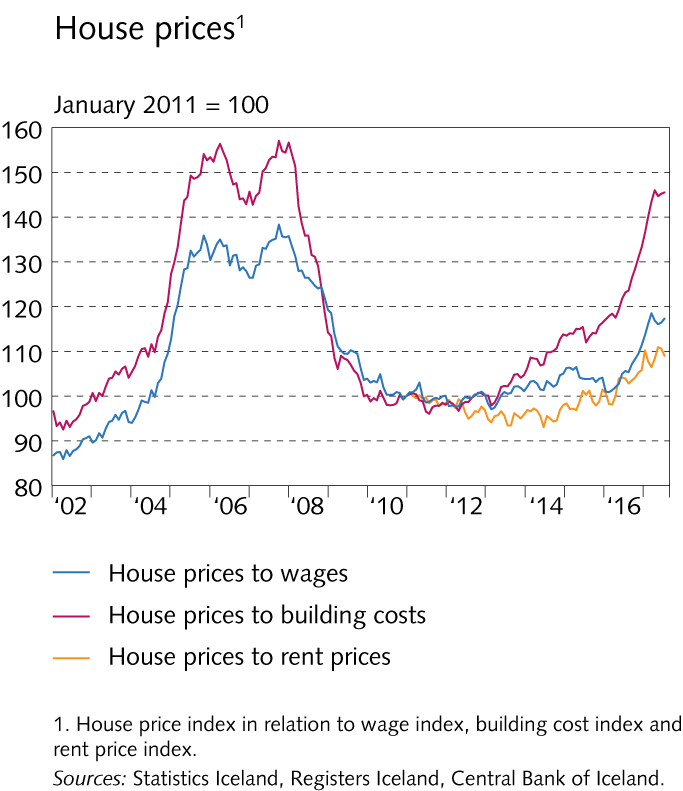 House prices¹
January 2011 = 100
160
150
140
130
120
110
100
90
80
‘02 ‘04 ‘06 ‘08 ‘10 ‘12 ‘14 ‘16
House prices to wages
House prices to building costs
House prices to rent prices
1. House price index in relation to wage index, building cost index and
rent price index.
Sources: Statistics Iceland, Registers Iceland, Central Bank of Iceland.